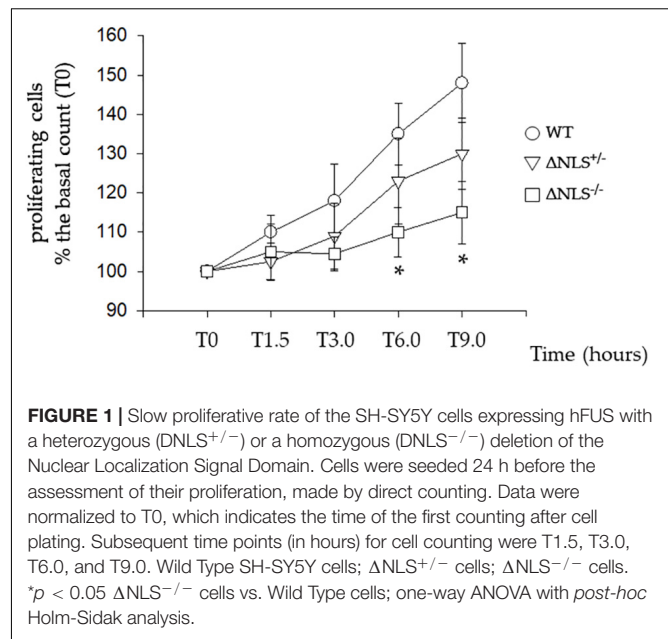 160
150
140
130
120
110
100
90
proliferating cells
% the basal count (T0)
WT
ΔNLS+/-
ΔNLS-/-
*
*
T0 T1.5 T3.0 T6.0 T9.0
Time (hours)
FIGURE 1 | Slow proliferative rate of the SH-SY5Y cells expressing hFUS with
a heterozygous (DNLS+/−) or a homozygous (DNLS−/−) deletion of the
Nuclear Localization Signal Domain. Cells were seeded 24 h before the
assessment of their proliferation, made by direct counting. Data were
normalized to T0, which indicates the time of the first counting after cell
plating. Subsequent time points (in hours) for cell counting were T1.5, T3.0,
T6.0, and T9.0. Wild Type SH-SY5Y cells; ΔNLS+/− cells; ΔNLS−/− cells.
*p < 0.05 ΔNLS−/− cells vs. Wild Type cells; one-way ANOVA with post-hoc
Holm-Sidak analysis.